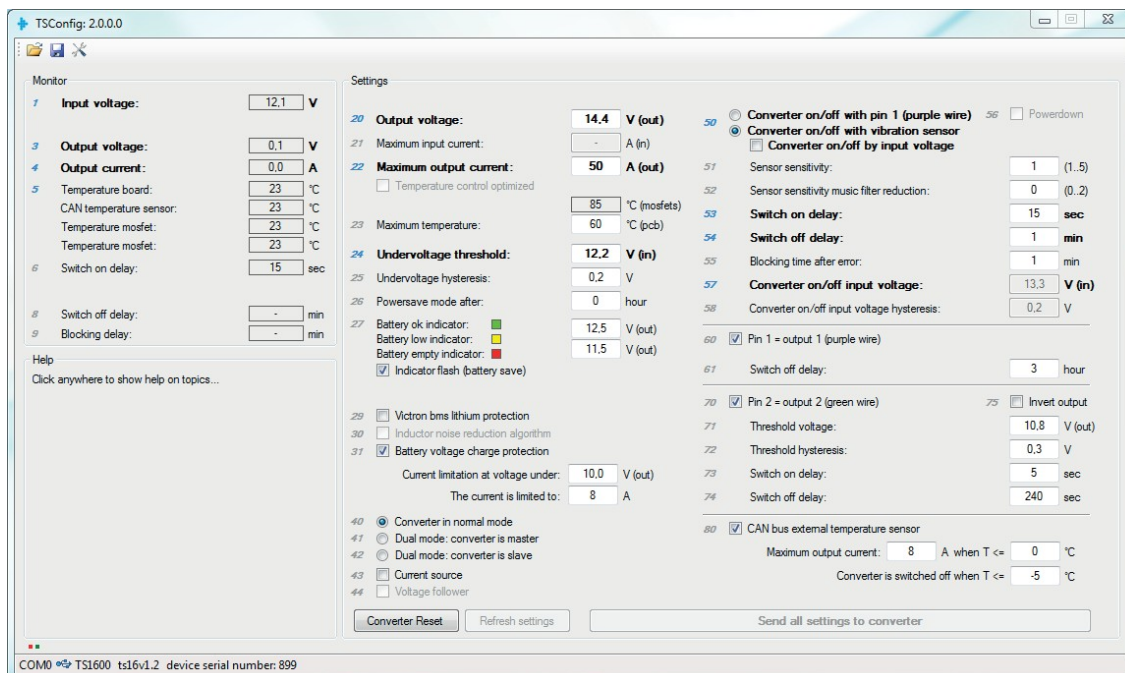 TSConfig: 2.0.0.0
Monitor
1 Input voltage: 12,1 V
3 Output voltage: 0,1 V
4 Output current: 0,0 A
5 Temperature board: 23 °C
CAN temperature sensor: 23 °C
Temperature mosfet: 23 °C
Temperature mosfet: 23 °C
6 Switch on delay: 15 sec
8 Switch off delay: - min
9 Blocking delay: - min
Help
Click anywhere to show help on topics...
Settings
20 Output voltage: 14,4 V (out)
21 Maximum input current: - A (in)
22 Maximum output current: 50 A (out)
Temperature control optimized
85 °C (mosfets)
23 Maximum temperature: 60 °C (pcb)
24 Undervoltage threshold: 12,2 V (in)
25 Undervoltage hysteresis: 0,2 V
26 Powersave mode after: 0 hour
27 Battery ok indicator: 12,5 V (out)
Battery low indicator:
Battery empty indicator: 11,5 V (out)
Indicator flash (battery save)
29 Victron bms lithium protection
30 Inductor noise reduction algorithm
31 Battery voltage charge protection
Current limitation at voltage under: 10,0 V (out)
The current is limited to: 8 A
40 Converter in normal mode
41 Dual mode: converter is master
42 Dual mode: converter is slave
43 Current source
44 Voltage follower
50 Converter on/off with pin 1 (purple wire) 56 Powerdown
Converter on/off with vibration sensor
Converter on/off by input voltage
51 Sensor sensitivity: 1 (1..5)
52 Sensor sensitivity music filter reduction: 0 (0..2)
53 Switch on delay: 15 sec
54 Switch off delay: 1 min
55 Blocking time after error: 1 min
57 Converter on/off input voltage: 13,3 V (in)
58 Converter on/off input voltage hysteresis: 0,2 V
60 Pin 1 = output 1 (purple wire)
61 Switch off delay: 3 hour
70 Pin 2 = output 2 (green wire) 75 Invert output
71 Threshold voltage: 10,8 V (out)
72 Threshold hysteresis: 0,3 V
73 Switch on delay: 5 sec
74 Switch off delay: 240 sec
80 CAN bus external temperature sensor
Maximum output current: 8 A when T <= 0 °C
Converter is switched off when T <= -5 °C
Converter Reset Refresh settings Send all settings to converter
COM0 TS1600 ts16v1.2 device serial number: 899